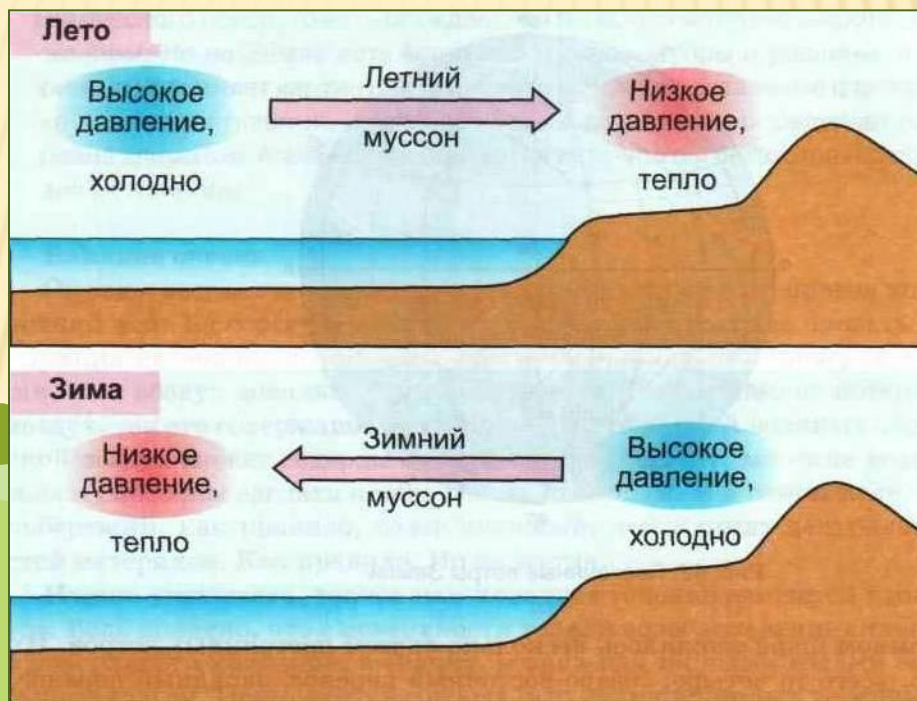 Лето
Высокое
давление,
холодно
Летний
муссон
Низкое
давление,
тепло
Зима
Низкое
давление,
тепло
Зимний
муссон
Высокое
давление,
холодно